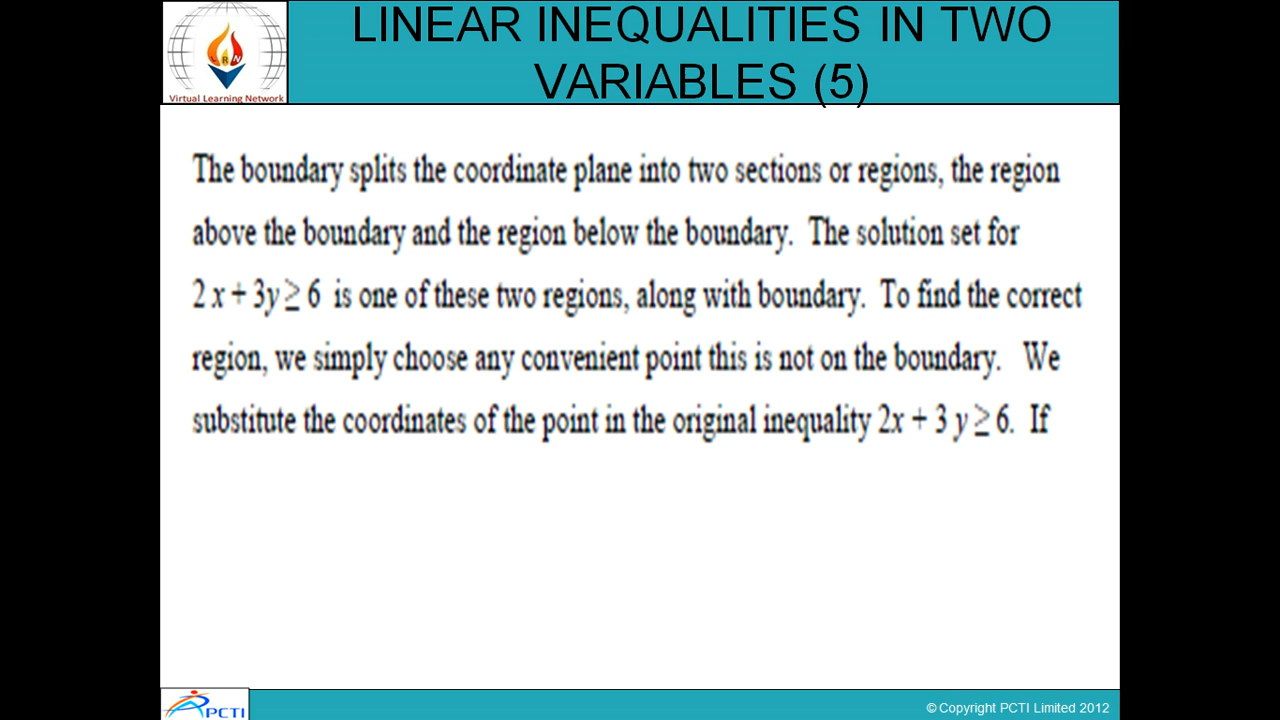 LINEAR INEQUALITIES IN TWO
VARIABLES (5)
LRN
Virtual Learning Network
The boundary splits the coordinate plane into two sections or regions, the region
above the boundary and the region below the boundary. The solution set for
2 x + 3y ≥ 6 is one of these two regions, along with boundary. To find the correct
region, we simply choose any convenient point this is not on the boundary. We
substitute the coordinates of the point in the original inequality 2x + 3 y ≥ 6. If
PCTI
© Copyright PCTI Limited 2012